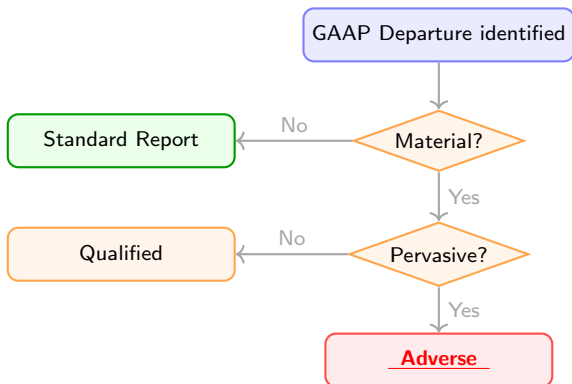 GAAP Departure identified
No
Standard Report
Material?
Yes
No
Qualified
Pervasive?
Yes
Adverse